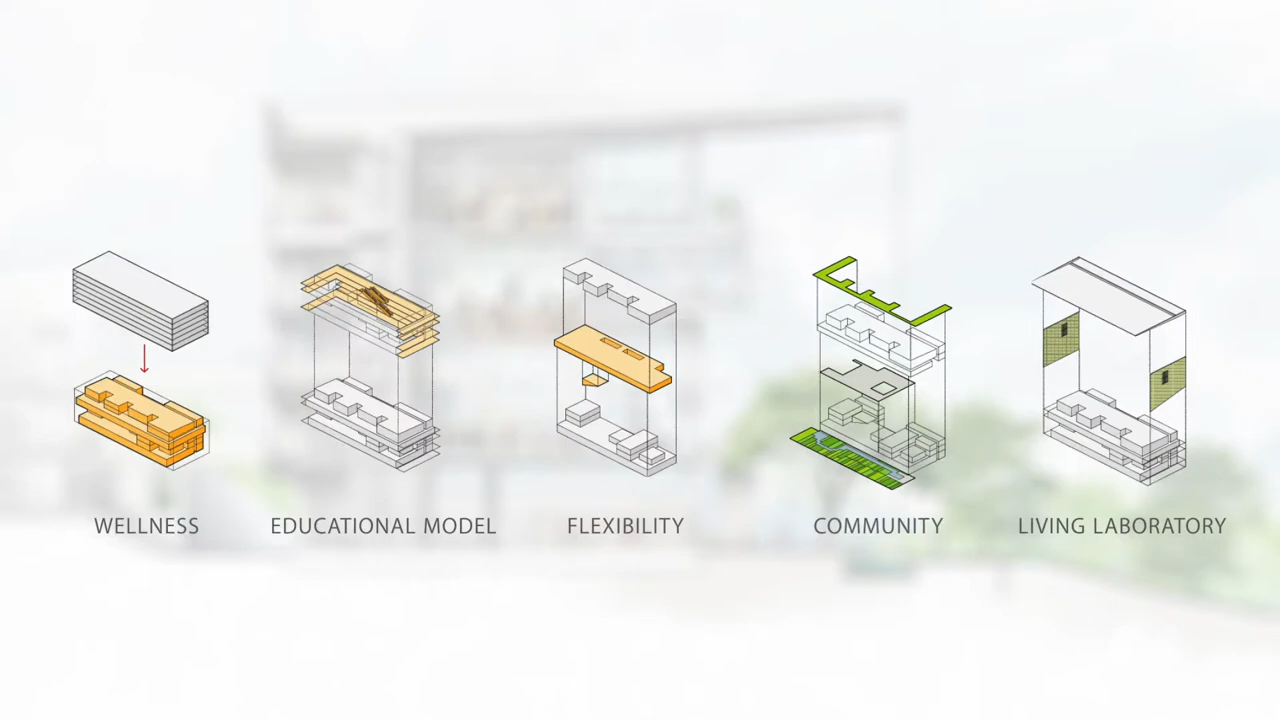 WELLNESS
EDUCATIONAL MODEL
FLEXIBILITY
COMMUNITY
LIVING LABORATORY